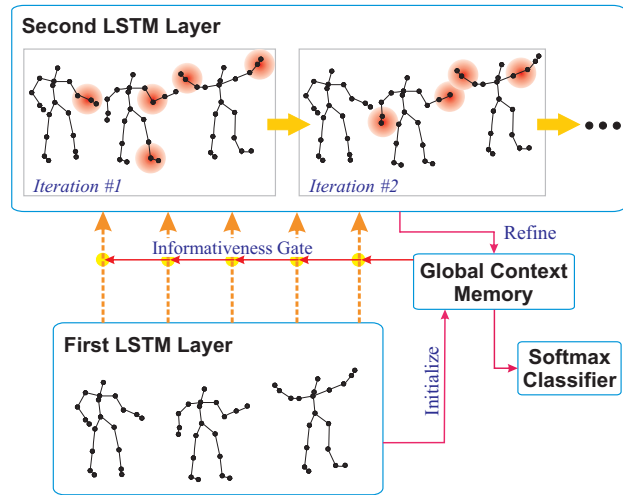 Second LSTM Layer
Iteration #1
Iteration #2
Informativeness Gate
Refine
Global Context
Memory
First LSTM Layer
Initialize
Softmax
Classifier